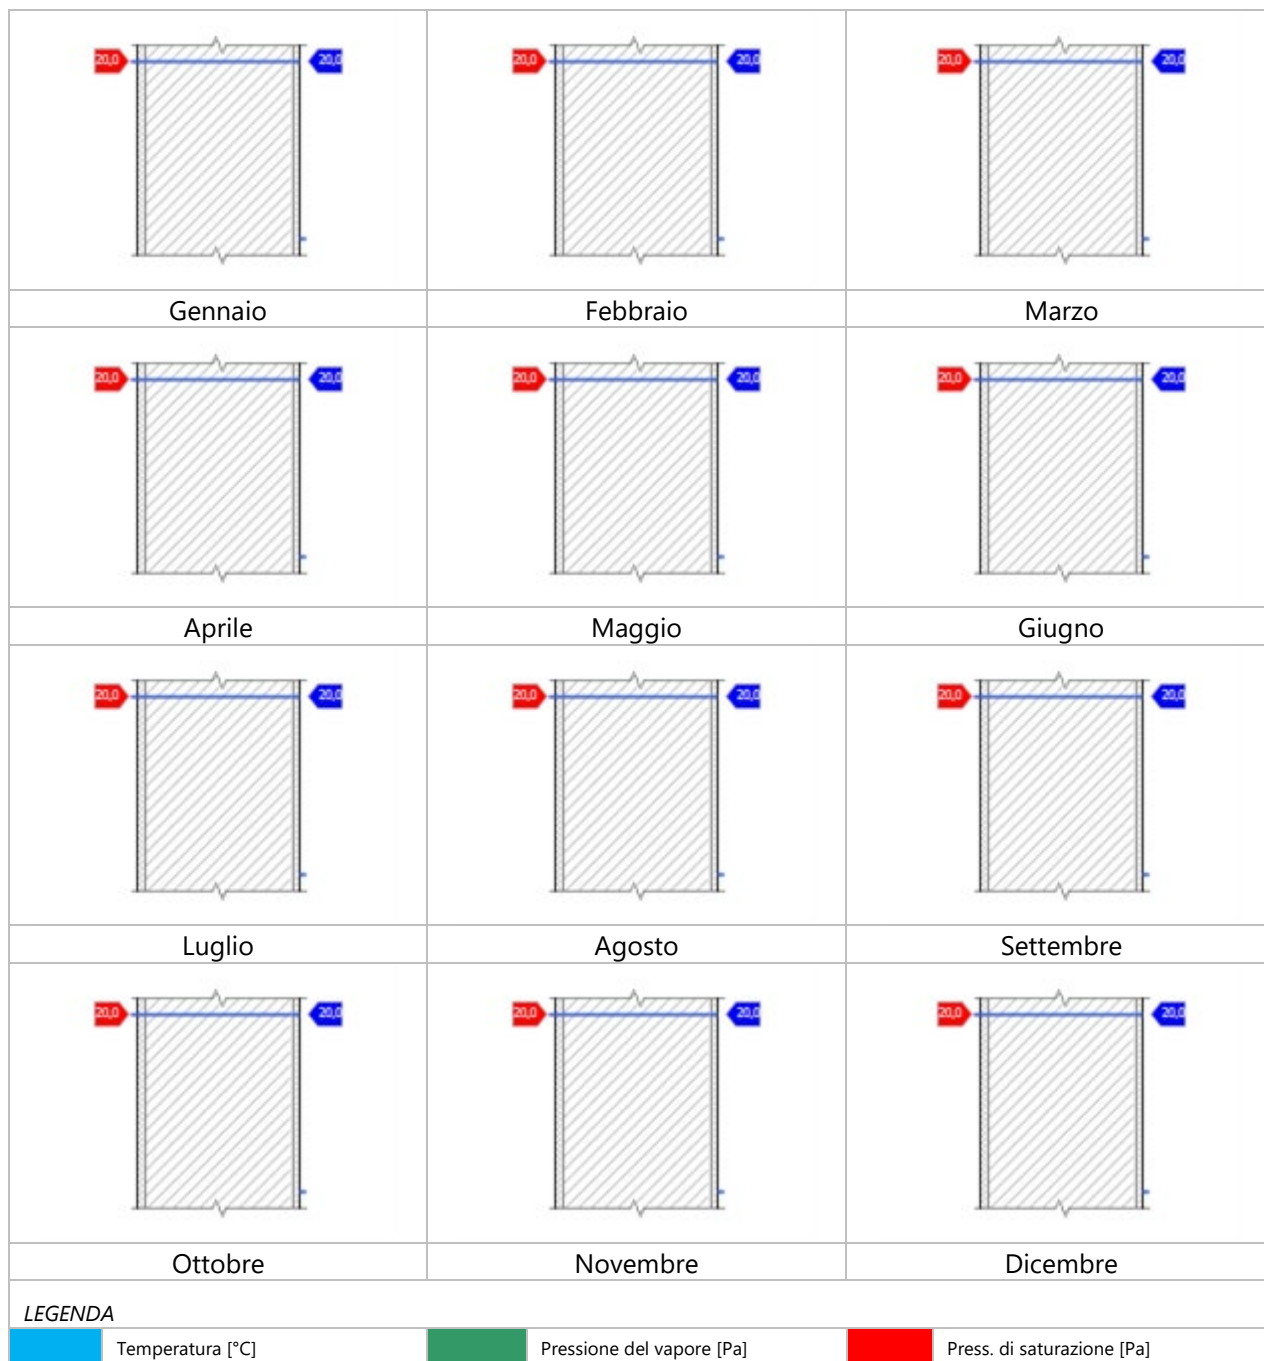 20,0 20,0 20,0 20,0 20,0 20,0
Gennaio Febbraio Marzo
20,0 20,0 20,0 20,0 20,0 20,0
Aprile Maggio Giugno
20,0 20,0 20,0 20,0 20,0 20,0
Luglio Agosto Settembre
20,0 20,0 20,0 20,0 20,0 20,0
Ottobre Novembre Dicembre
LEGENDA
Temperatura [°C] Pressione del vapore [Pa] Press. di saturazione [Pa]